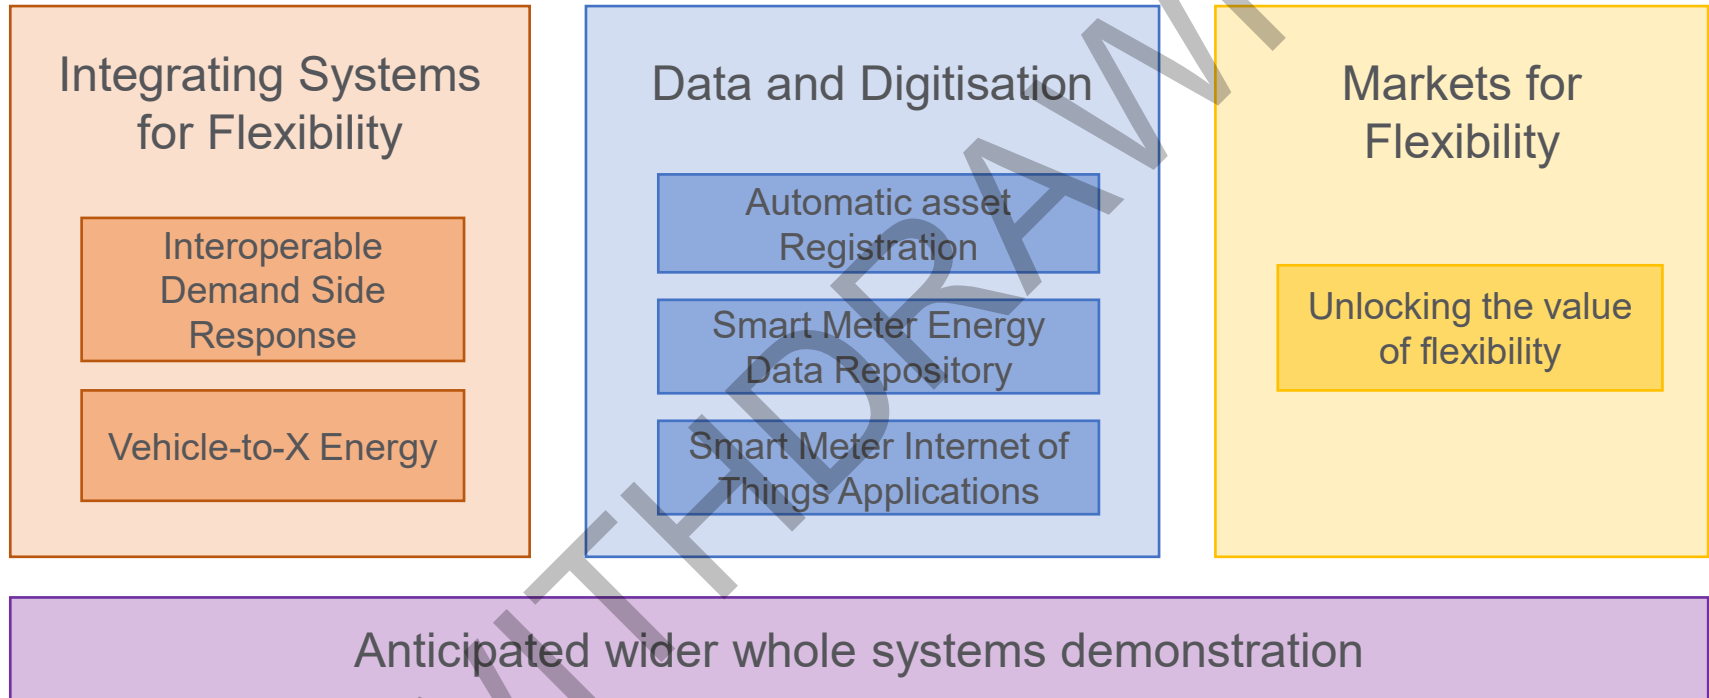 Integrating Systems
for Flexibility
Interoperable
Demand Side
Response
Vehicle-to-X Energy
Data and Digitisation
Automatic asset
Registration
Smart Meter Energy
Data Repository
Smart Meter Internet of
Things Applications
Markets for
Flexibility
Unlocking the value
of flexibility
Anticipated wider whole systems demonstration